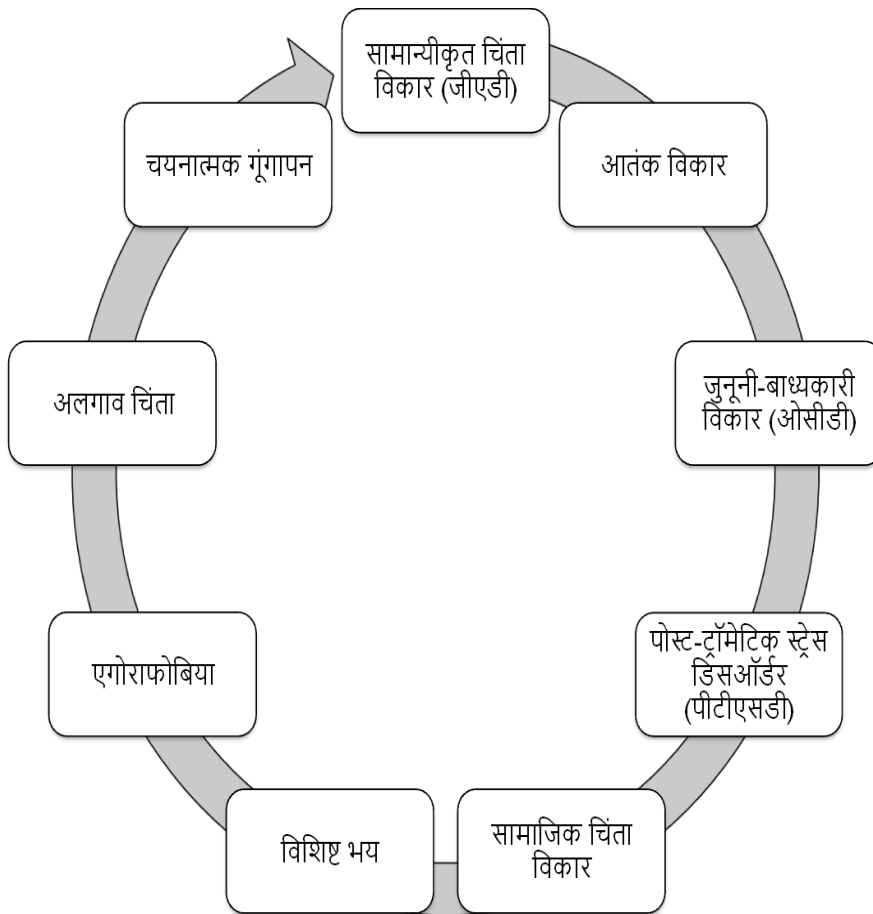 सामान्यीकृत चिंता
विकार (जीएडी)
आतंक विकार
जुनूनी-बाध्यकारी
विकार (ओसीडी)
पोस्ट-ट्रॉमेटिक स्ट्रेस
डिसऑर्डर
(पीटीएसडी)
सामाजिक चिंता
विकार
विशिष्ट भय
एगोराफोबिया
अलगाव चिंता
चयनात्मक गूंगापन